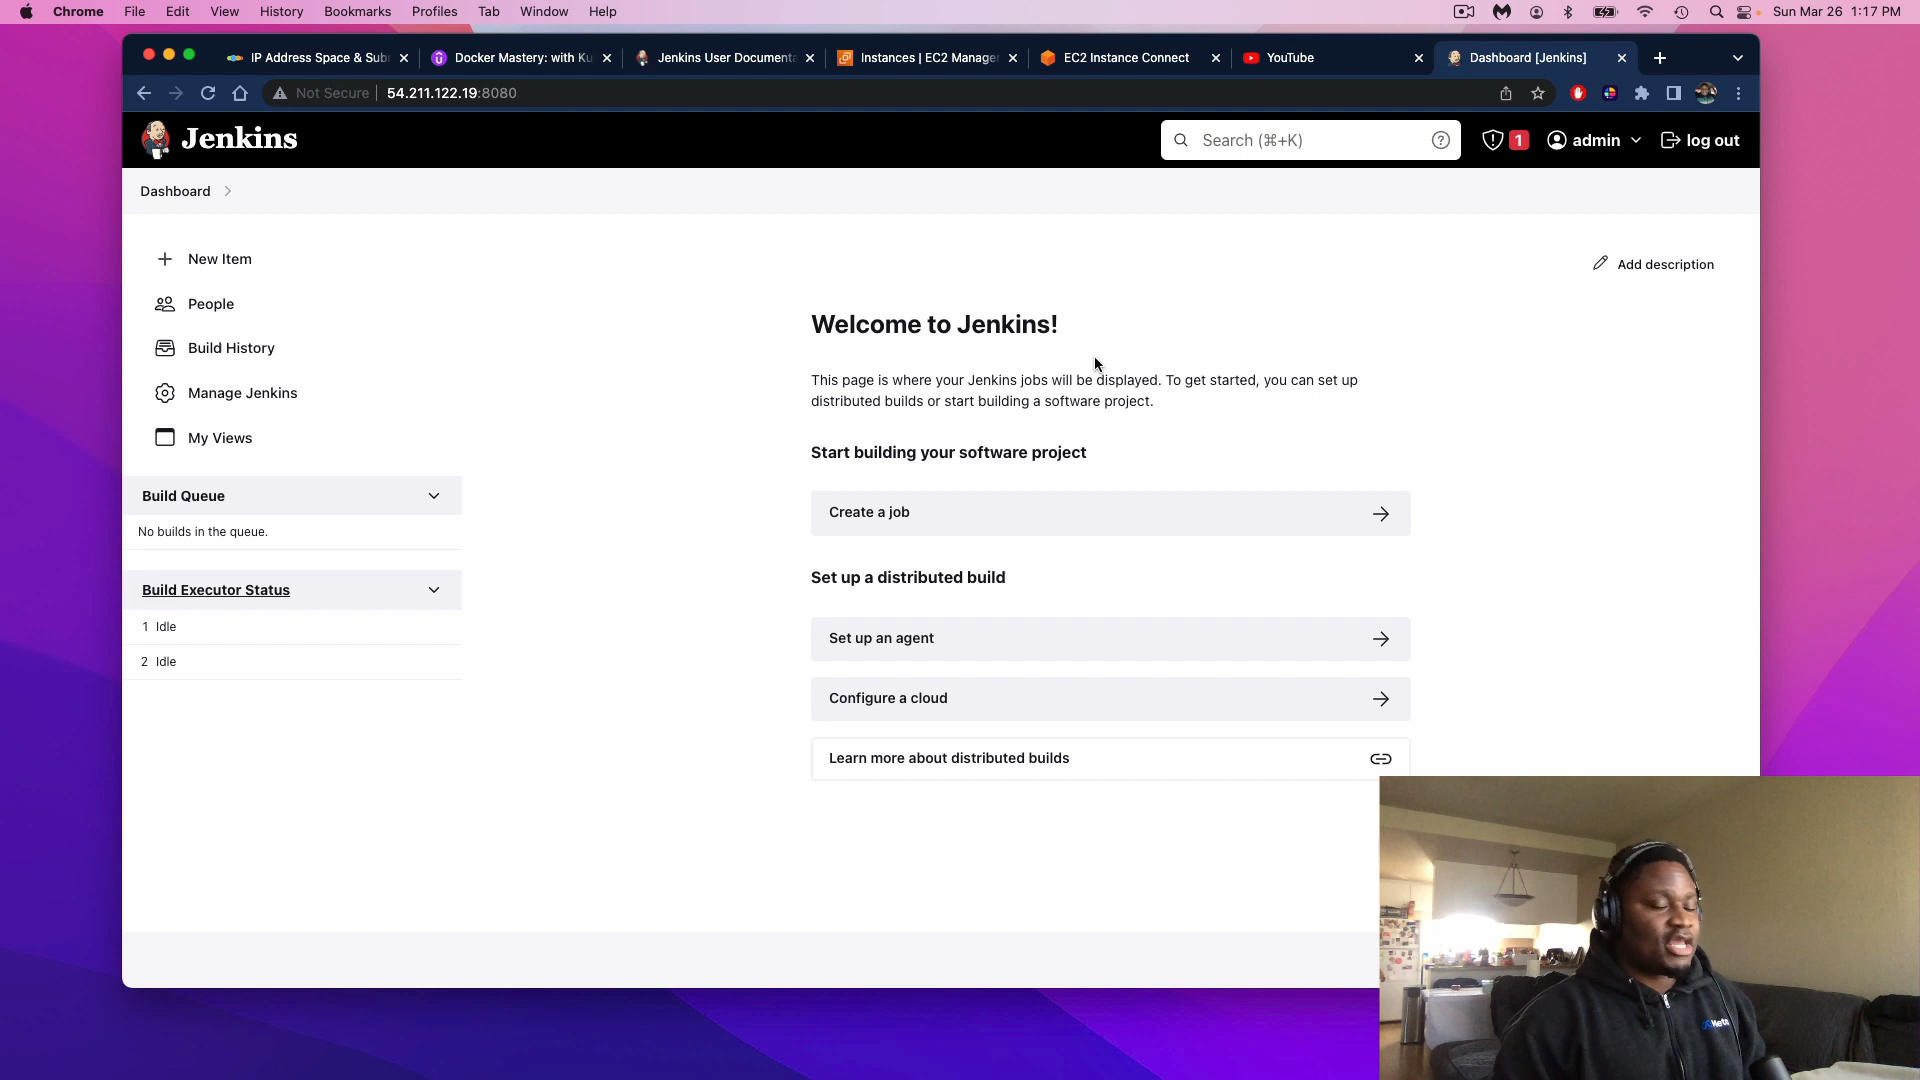 Chrome File Edit View History Bookmarks Profiles Tab Window Help Sun Mar 26 1:17 PM
IP Address Space & Sub Docker Mastery: with Ku Jenkins User Documenta Instances | EC2 Manage EC2 Instance Connect YouTube Dashboard [Jenkins]
Not Secure 54.211.122.19:8080
Jenkins Search (⌘+K) 1 admin log out
Dashboard
New Item
Add description
People
Build History
Manage Jenkins
My Views
Build Queue
No builds in the queue.
Build Executor Status
1 Idle
2 Idle
Welcome to Jenkins!
This page is where your Jenkins jobs will be displayed. To get started, you can set up
distributed builds or start building a software project.
Start building your software project
Create a job
Set up a distributed build
Set up an agent
Configure a cloud
Learn more about distributed builds
Meta